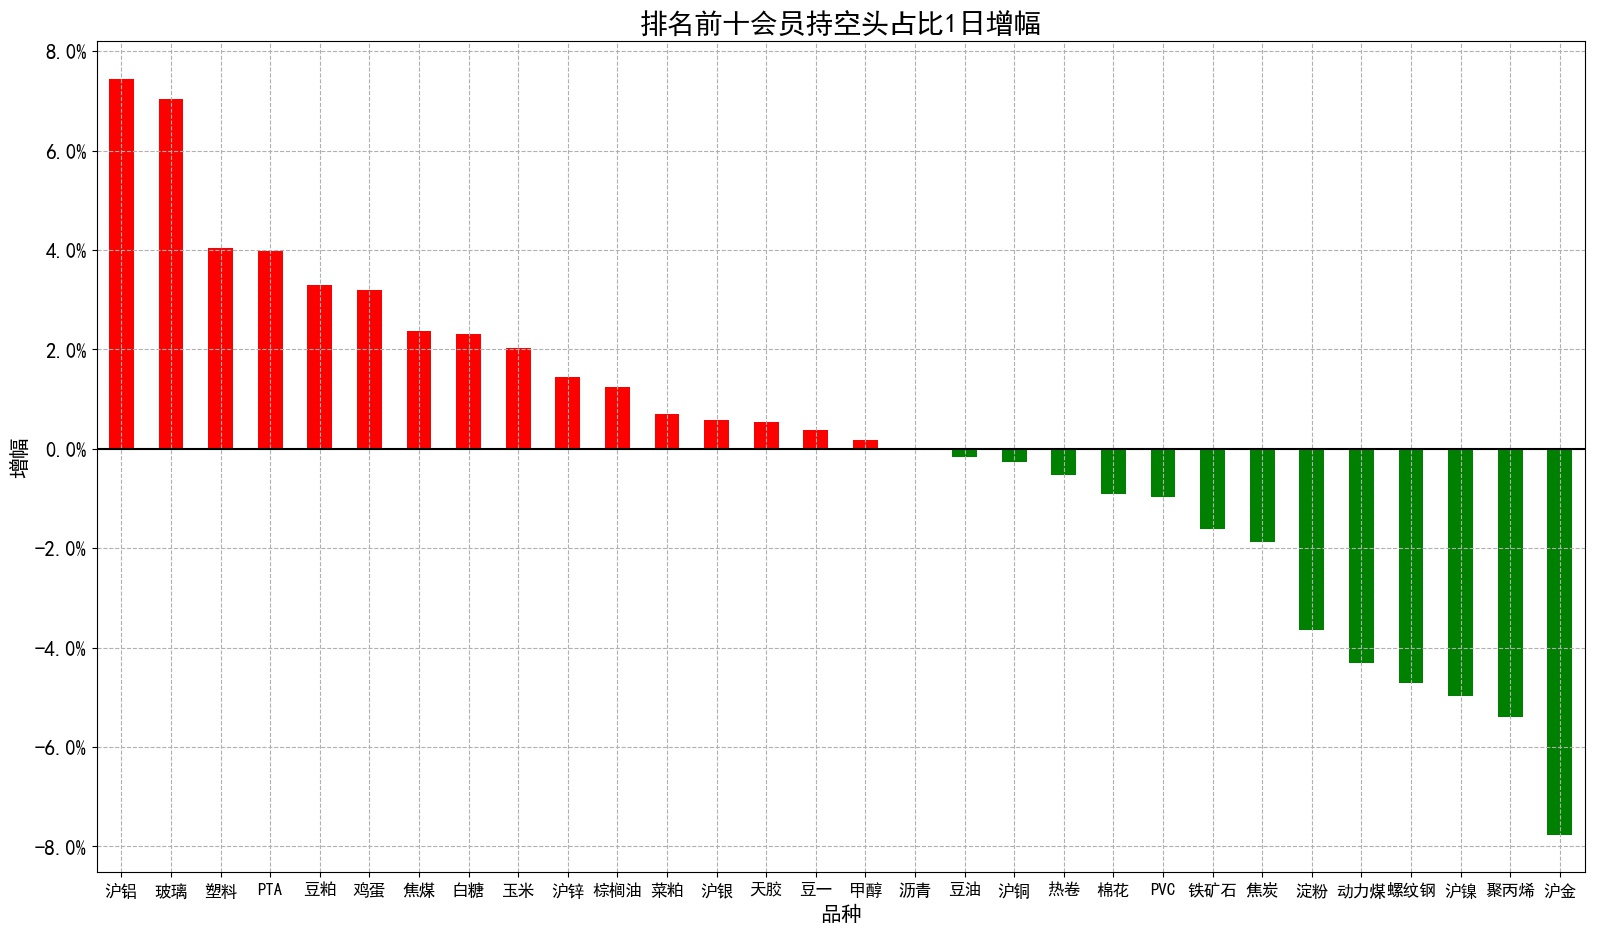 排名前十会员持空头占比1日增幅
8.0%
6.0%
4.0%
2.0%
0.0%
-2.0%
-4.0%
-6.0%
-8.0%
增幅
沪铝 玻璃 塑料 PTA 豆粕 鸡蛋 焦煤 白糖 玉米 沪锌 棕榈油 菜粕 沪银 天胶 豆一 甲醇 沥青 豆油 沪铜 热卷 棉花 PVC 铁矿石 焦炭 淀粉 动力煤 螺纹钢 沪镍 聚丙烯 沪金
品种